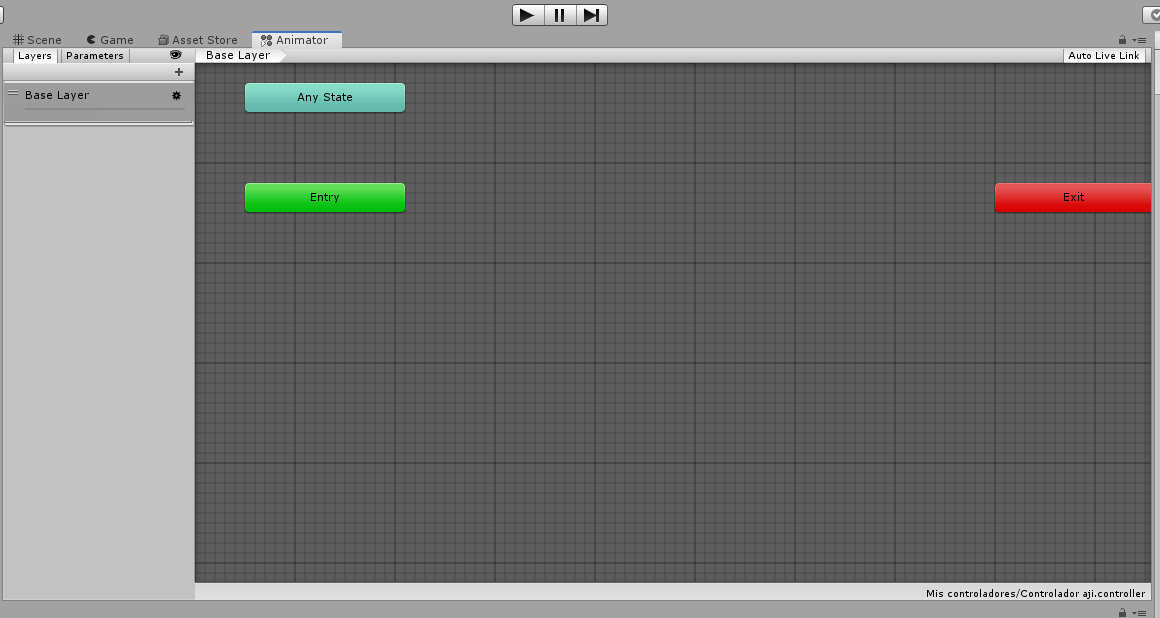 Scene Game Asset Store Animator
Layers Parameters Base Layer Auto Live Link
Base Layer
Any State
Entry
Exit
Mis controladores/Controlador aji.controller